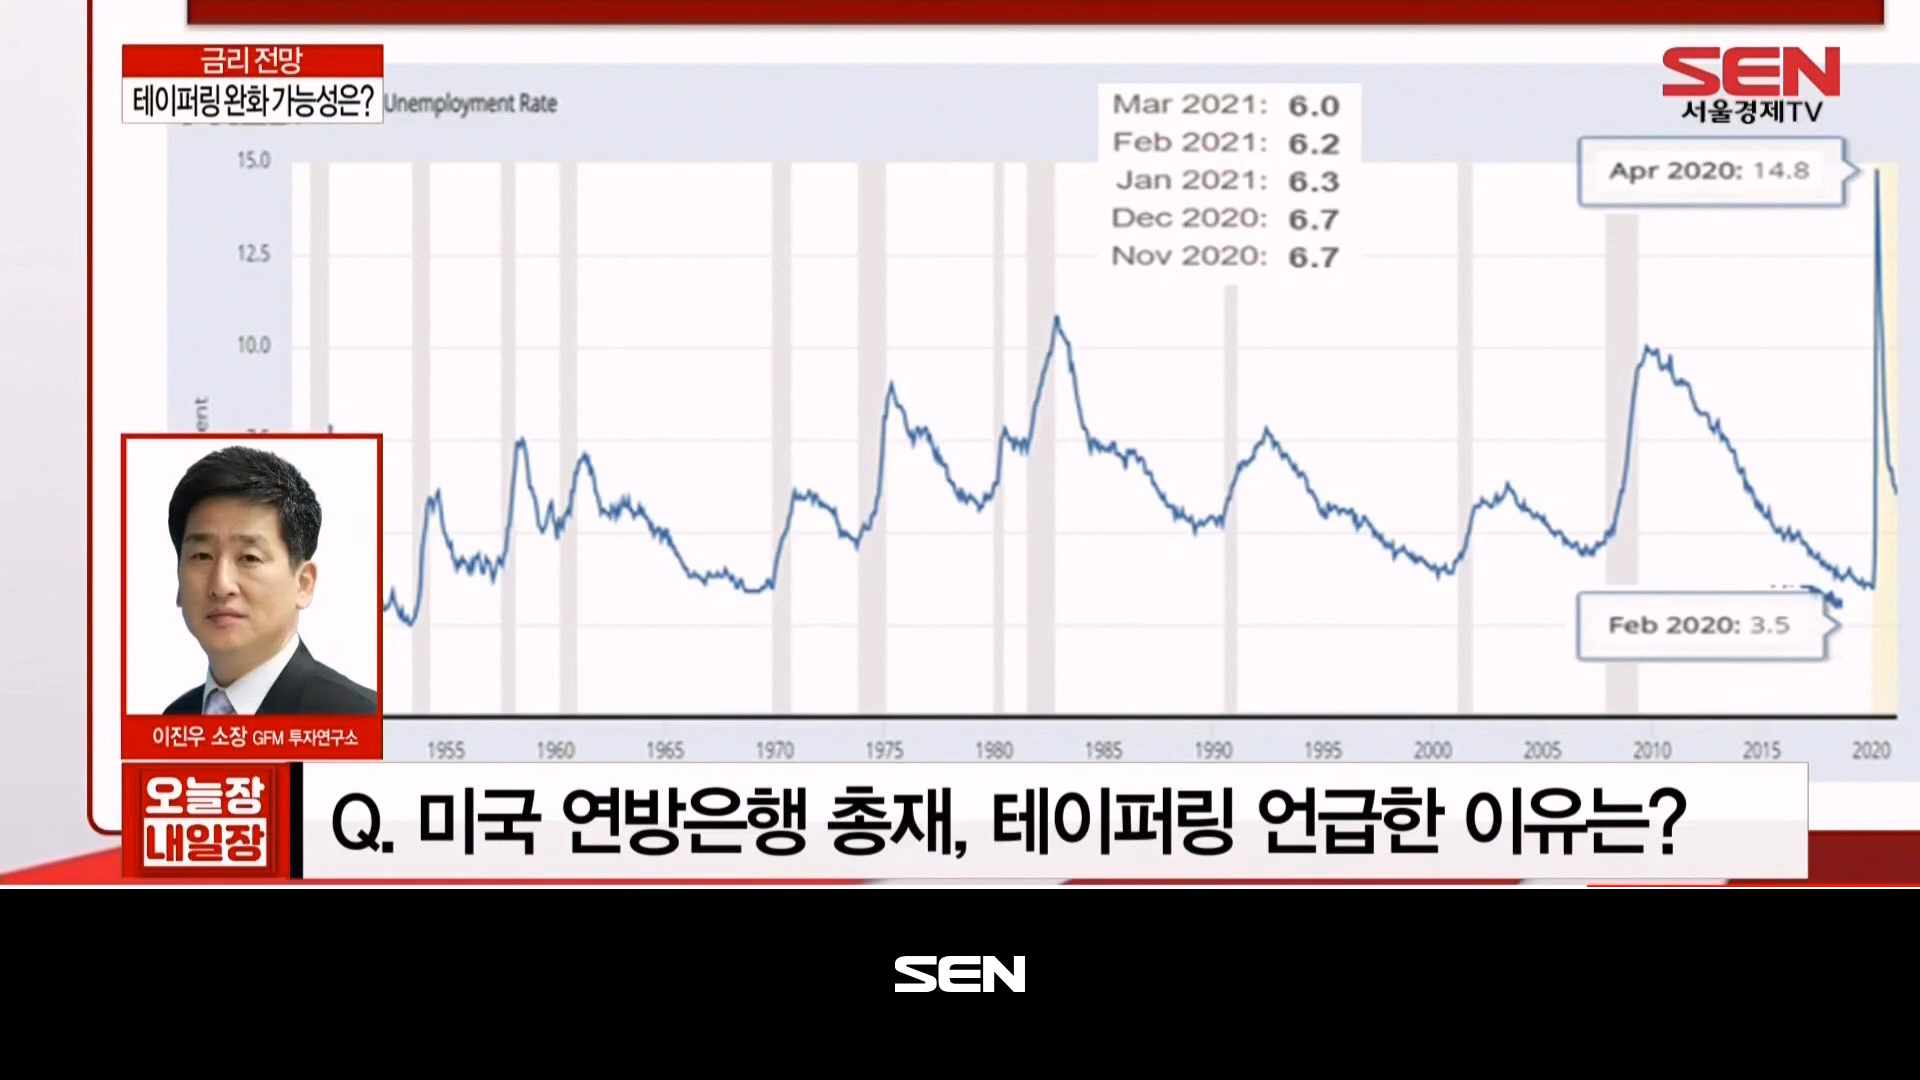 금리 전망
테이퍼링 완화 가능성은?
Unemployment Rate
SEN
서울경제TV
Mar 2021: 6.0
Feb 2021: 6.2
Jan 2021: 6.3
Dec 2020: 6.7
Nov 2020: 6.7
Apr 2020: 14.8
15.0
12.5
10.0
Feb 2020: 3.5
이진우 소장 GFM 투자연구소
1955 1960 1965 1970 1975 1980 1985 1990 1995 2000 2005 2010 2015 2020
오늘장
내일장
Q. 미국 연방은행 총재, 테이퍼링 언급한 이유는?
SEN